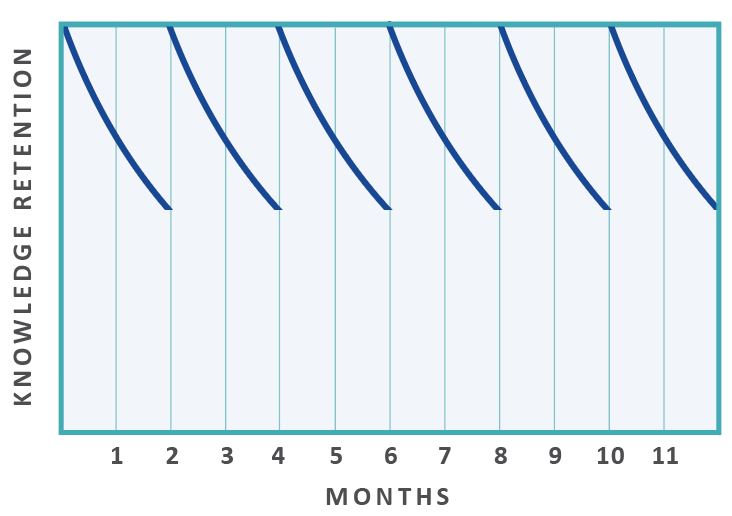 KNOWLEDGE RETENTION
1 2 3 4 5 6 7 8 9 10 11
MONTHS